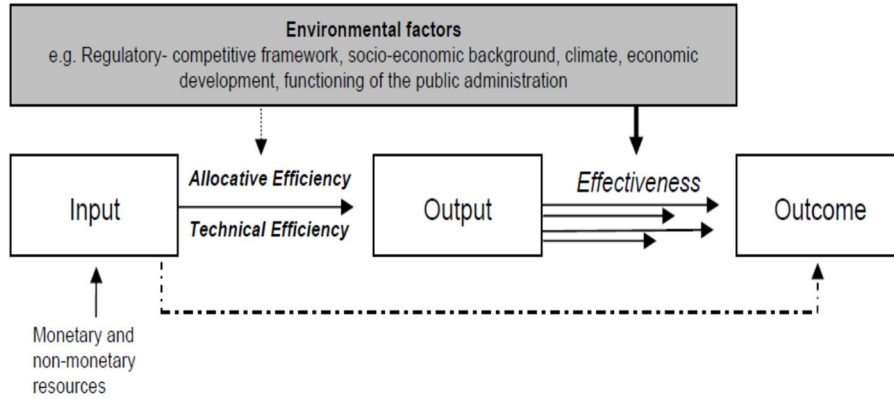 Environmental factors
e.g. Regulatory- competitive framework, socio-economic background, climate, economic
development, functioning of the public administration
Allocative Efficiency
Technical Efficiency
Effectiveness
Input
Output
Outcome
Monetary and
non-monetary
resources